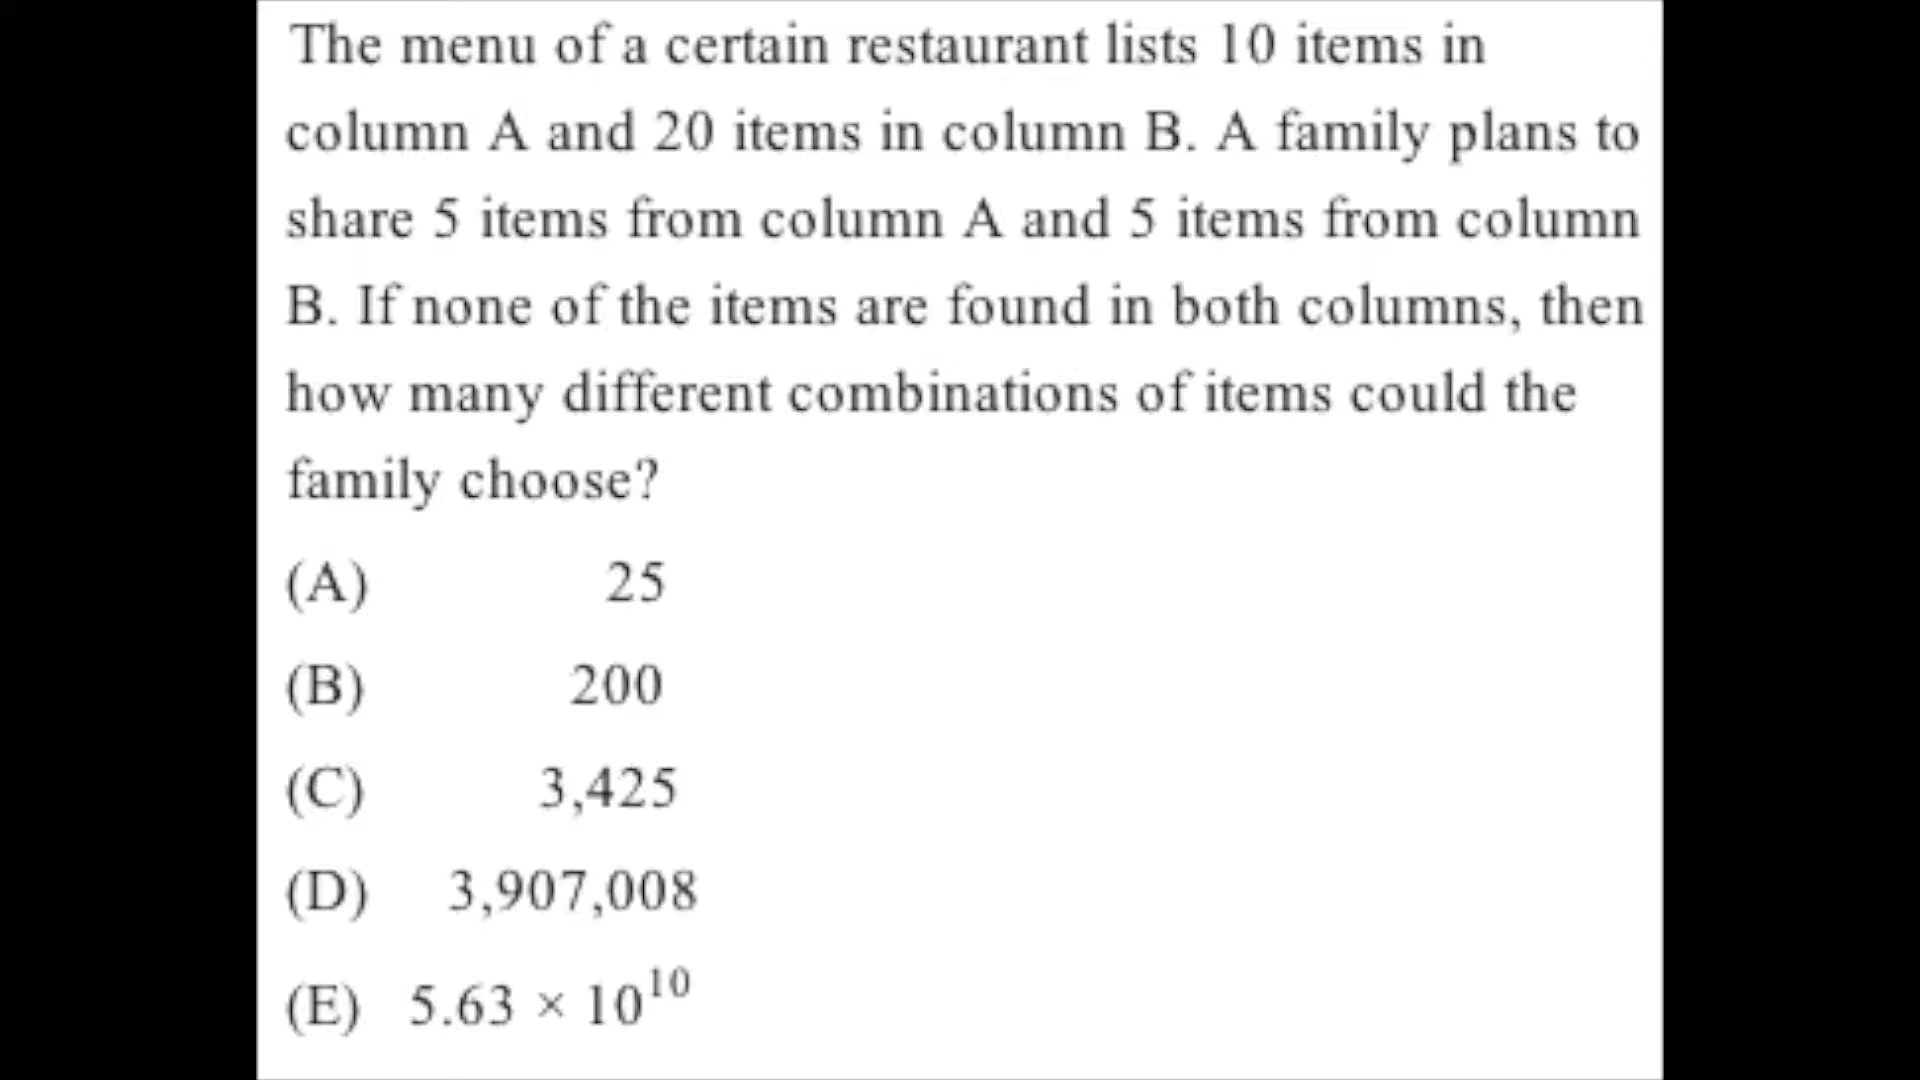 The menu of a certain restaurant lists 10 items in
column A and 20 items in column B. A family plans to
share 5 items from column A and 5 items from column
B. If none of the items are found in both columns, then
how many different combinations of items could the
family choose?
(A) 25
(B) 200
(C) 3,425
(D) 3,907,008
(E) 5.63 × 10¹⁰